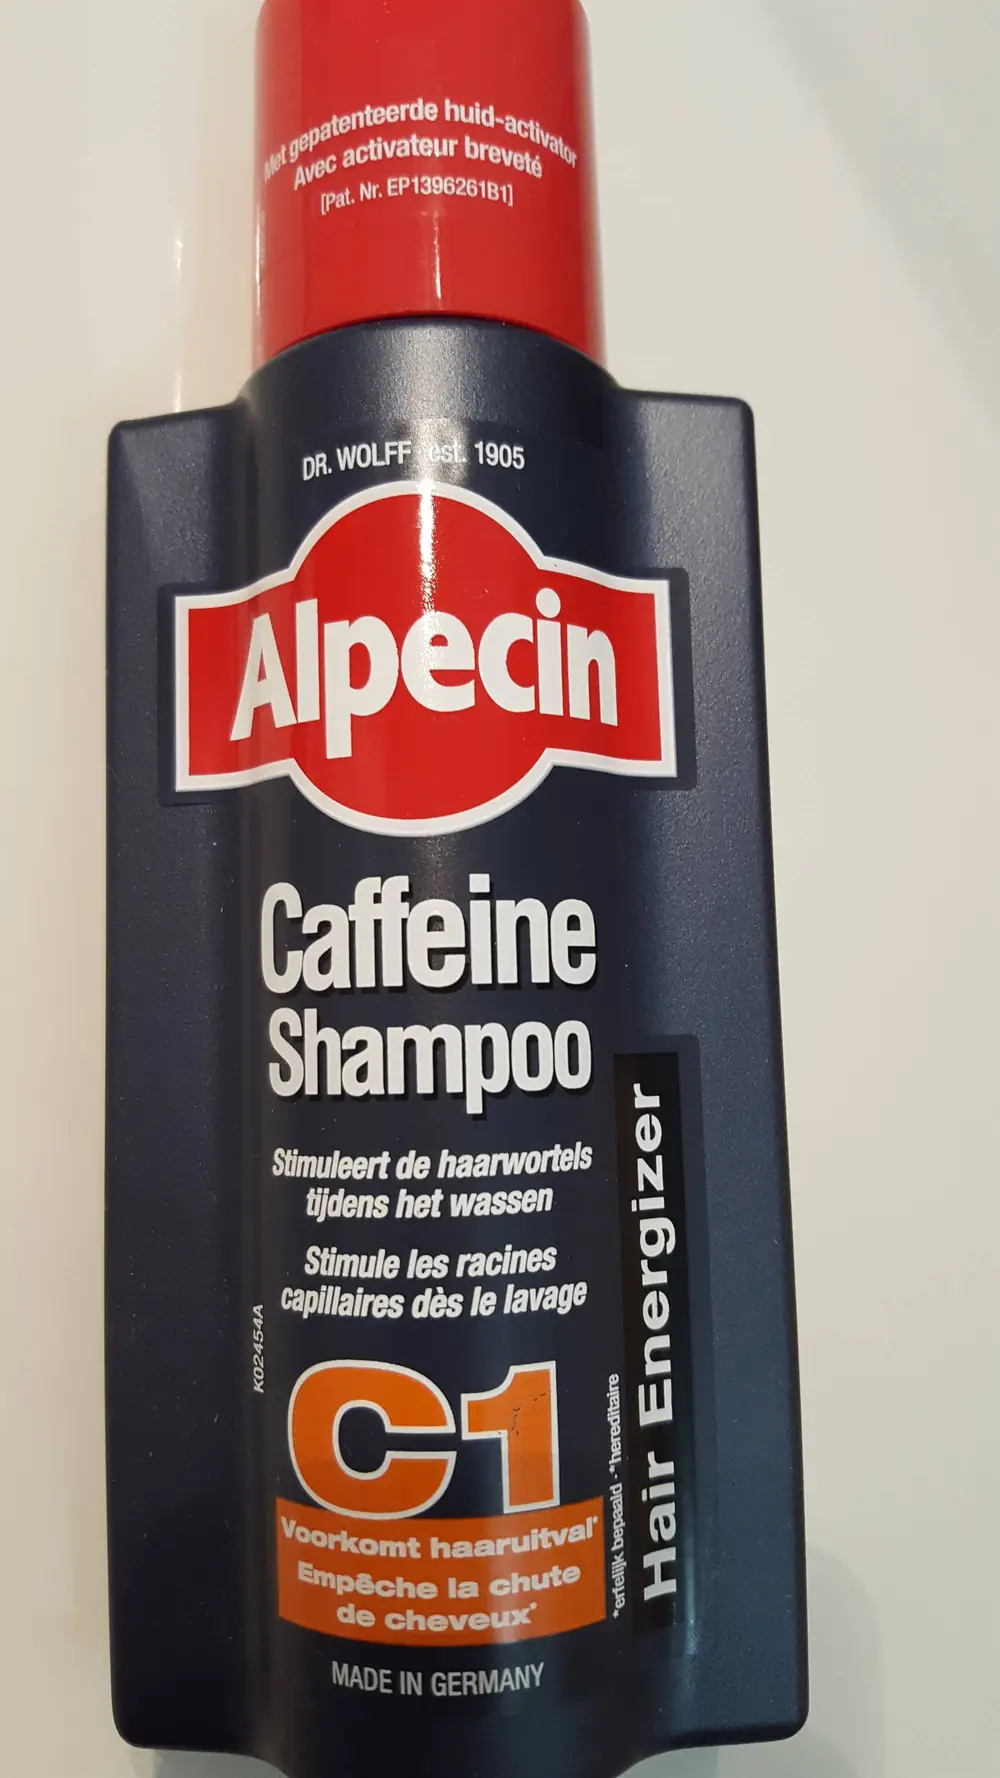 Met gepatenteerde huid-activator
Avec activateur breveté
[Pat. Nr. EP1396261B1]
DR. WOLFF est. 1905
Alpecin
Caffeine
Shampoo
Stimuleert de haarwortels
tijdens het wassen
Stimule les racines
capillaires dès le lavage
K02454A
C1
Voorkomt haaruitval*
Empêche la chute
de cheveux*
*erfelijk bepaald - *hereditaire
Hair Energizer
MADE IN GERMANY